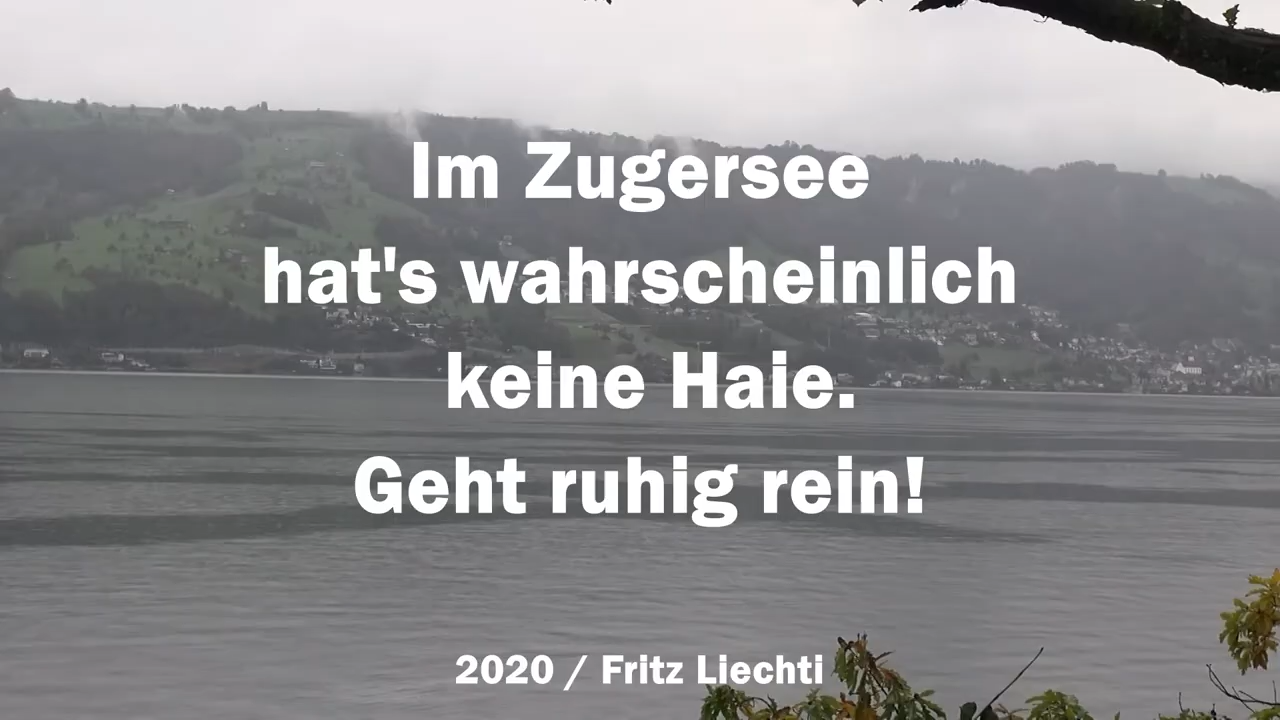 Im Zugersee
hat's wahrscheinlich
keine Haie.
Geht ruhig rein!
2020 / Fritz Liechti